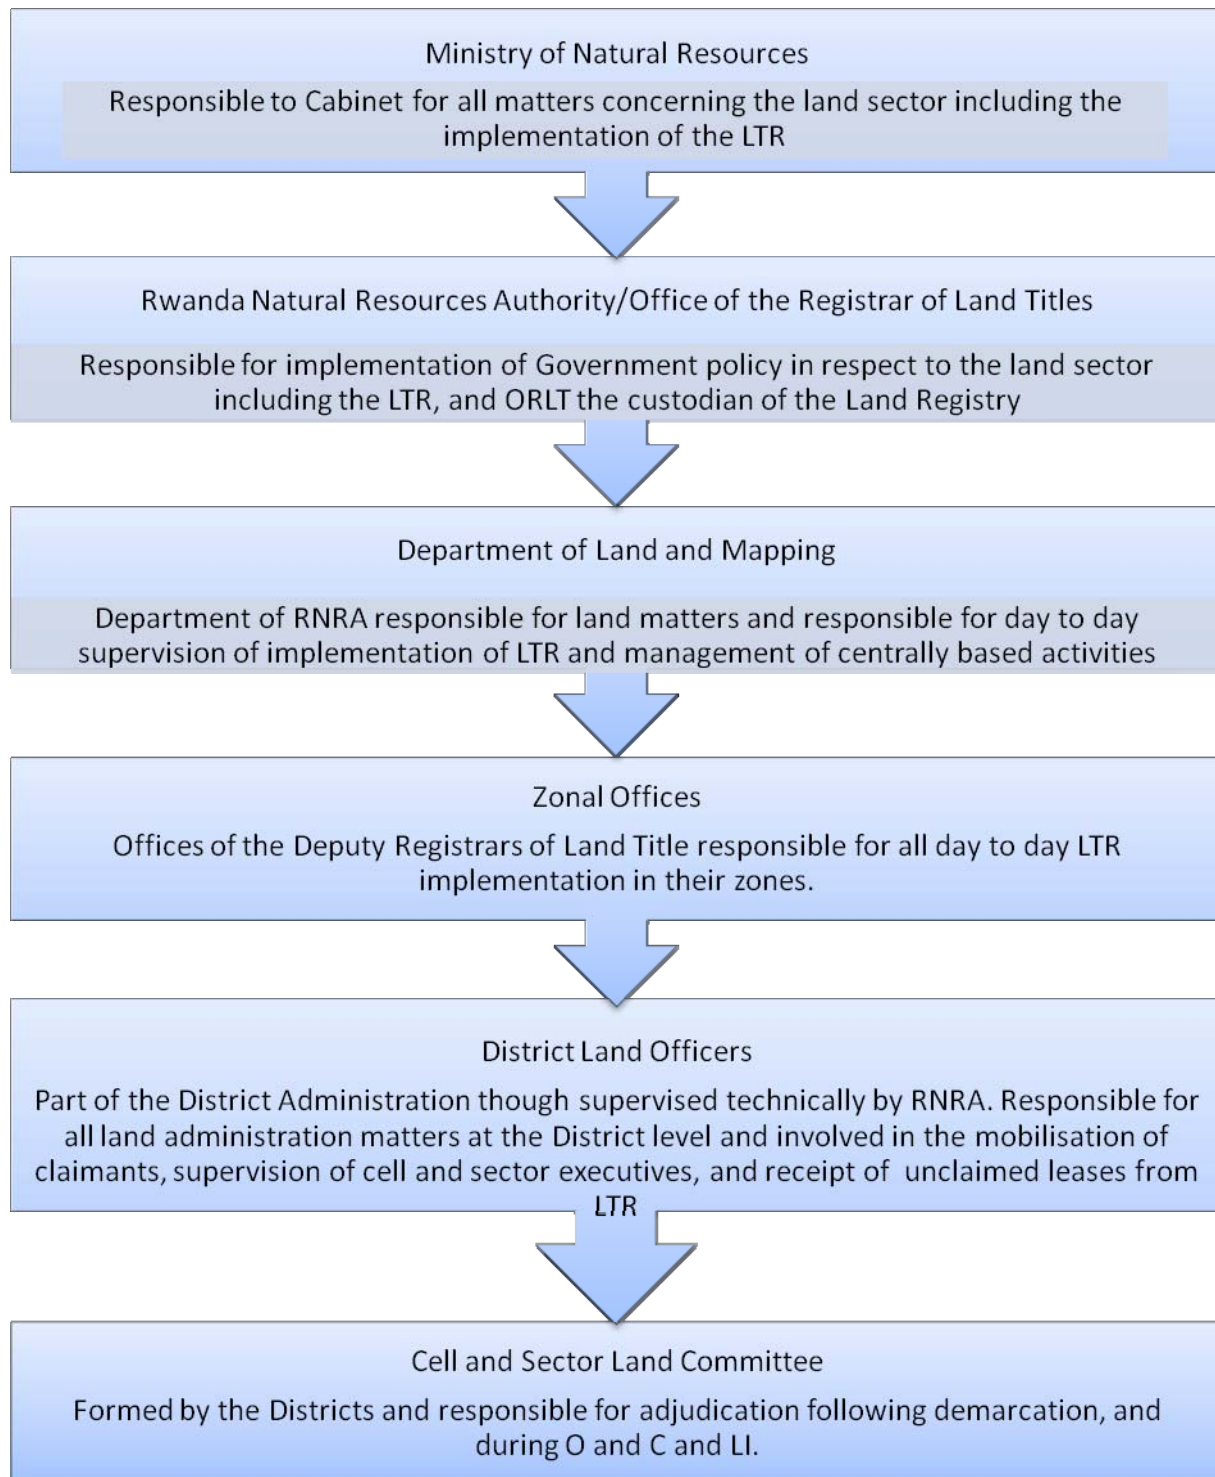 Ministry of Natural Resources
Responsible to Cabinet for all matters concerning the land sector including the
implementation of the LTR
Rwanda Natural Resources Authority/Office of the Registrar of Land Titles
Responsible for implementation of Government policy in respect to the land sector
including the LTR, and ORLT the custodian of the Land Registry
Department of Land and Mapping
Department of RNRA responsible for land matters and responsible for day to day
supervision of implementation of LTR and management of centrally based activities
Zonal Offices
Offices of the Deputy Registrars of Land Title responsible for all day to day LTR
implementation in their zones.
District Land Officers
Part of the District Administration though supervised technically by RNRA. Responsible for
all land administration matters at the District level and involved in the mobilisation of
claimants, supervision of cell and sector executives, and receipt of unclaimed leases from
LTR
Cell and Sector Land Committee
Formed by the Districts and responsible for adjudication following demarcation, and
during O and C and LI.